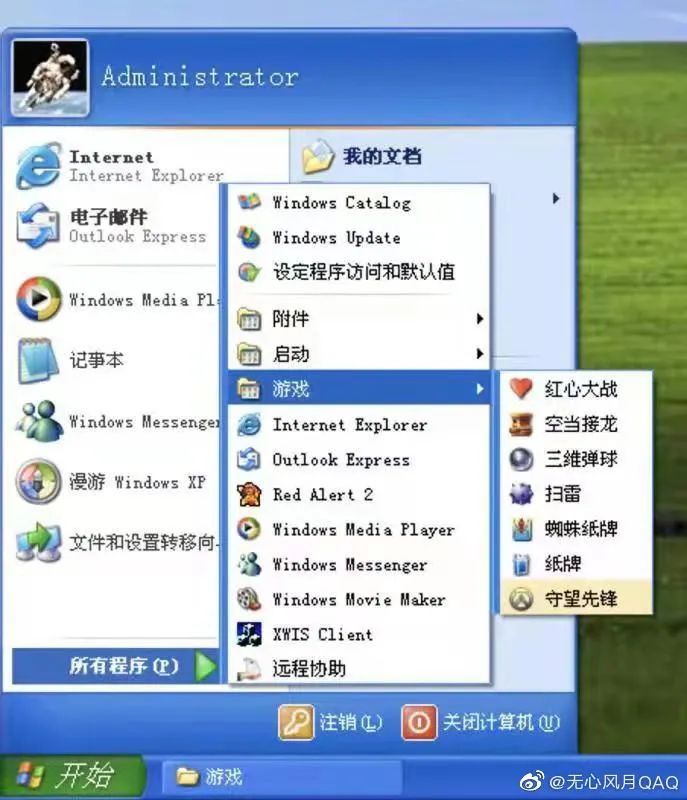 Administrator
Internet
Internet Explorer
电子邮件
Outlook Express
Windows Media Pl
记事本
Windows Messenger
漫游 Windows XP
文件和设置转移向
所有程序(P)
我的文档
Windows Catalog
Windows Update
设定程序访问和默认值
附件
启动
游戏
Internet Explorer
Outlook Express
Red Alert 2
Windows Media Player
Windows Messenger
Windows Movie Maker
XWIS Client
远程协助
红心大战
空当接龙
三维弹球
扫雷
蜘蛛纸牌
纸牌
守望先锋
注销(L)
关闭计算机(U)
开始
游戏
@无心风月QAQ